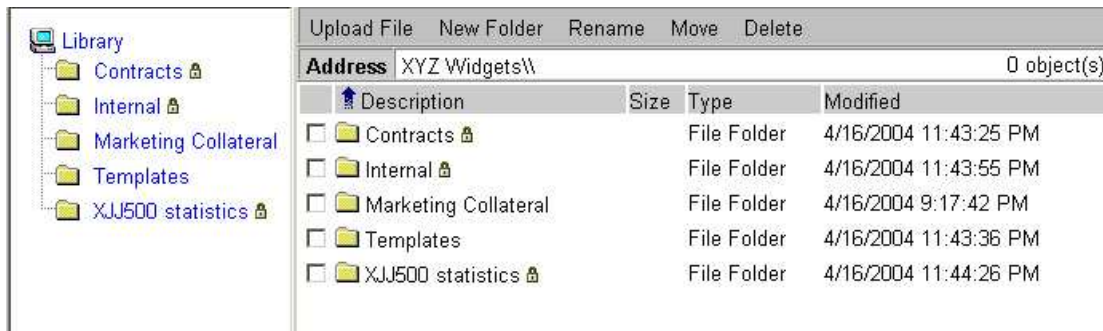 Library
Contracts
Internal
Marketing Collateral
Templates
XJJ500 statistics
Upload File New Folder Rename Move Delete
Address XYZ Widgets\\ 0 object(s)
Description Size Type Modified
Contracts File Folder 4/16/2004 11:43:25 PM
Internal File Folder 4/16/2004 11:43:55 PM
Marketing Collateral File Folder 4/16/2004 9:17:42 PM
Templates File Folder 4/16/2004 11:43:36 PM
XJJ500 statistics File Folder 4/16/2004 11:44:26 PM